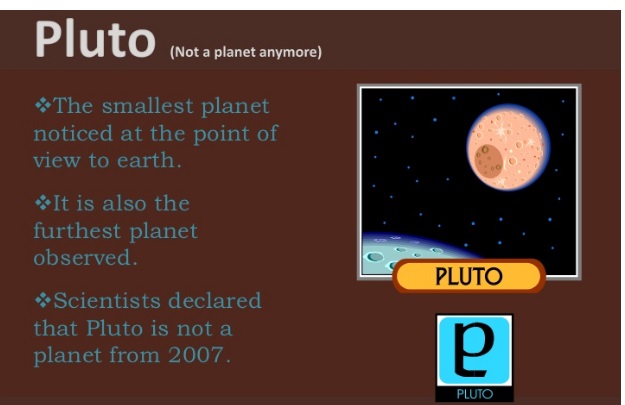 Pluto (Not a planet anymore)
❖The smallest planet
noticed at the point of
view to earth.
❖It is also the
furthest planet
observed.
❖Scientists declared
that Pluto is not a
planet from 2007.
PLUTO
PLUTO